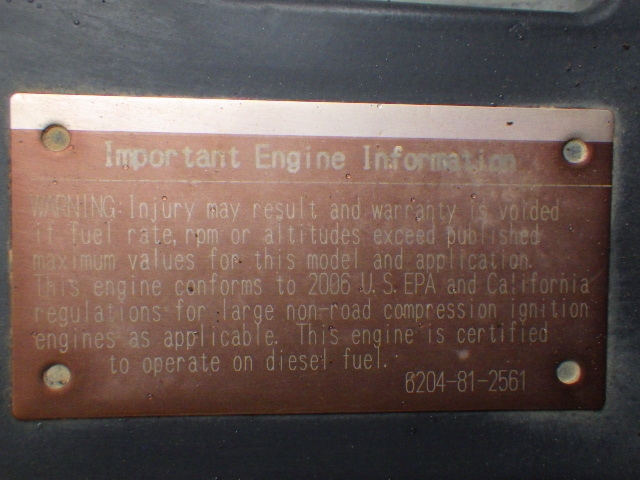 Important Engine Information
WARNING Injury may result and warranty is voided
if fuel rate, rpm or altitudes exceed published
maximum values for this model and application.
This engine conforms to 2006 U.S. EPA and California
regulations for large non-road compression ignition
engines as applicable. This engine is certified
to operate on diesel fuel.
6204-81-2561